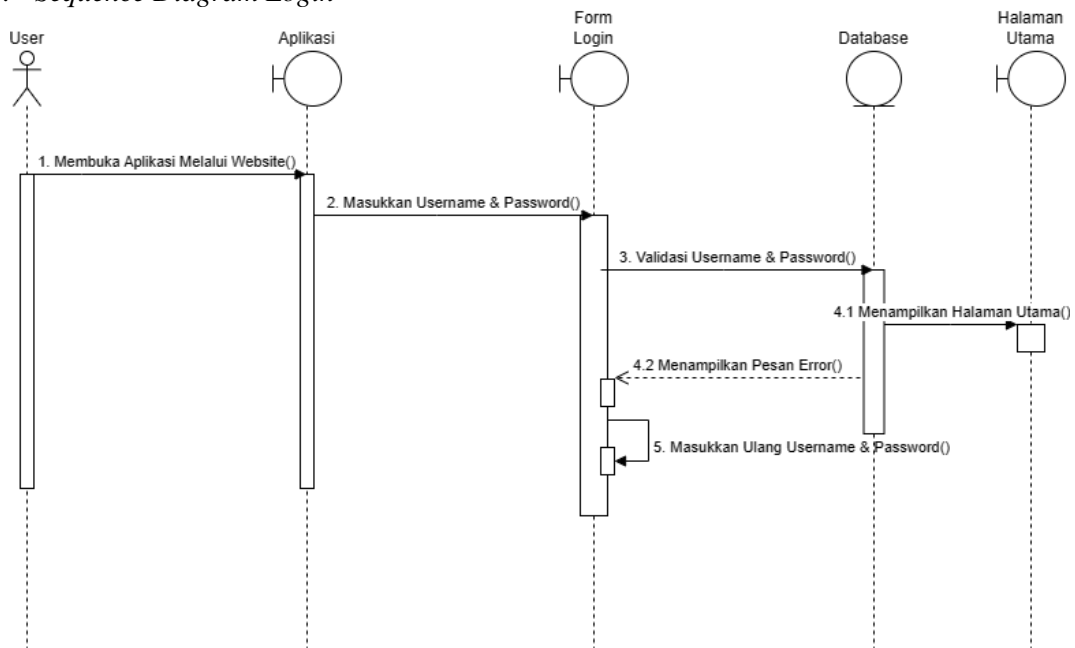 Sequence Diagram Login
User
Aplikasi
Form
Login
Database
Halaman
Utama
1. Membuka Aplikasi Melalui Website()
2. Masukkan Username & Password()
3. Validasi Username & Password()
4.1 Menampilkan Halaman Utama()
4.2 Menampilkan Pesan Error()
5. Masukkan Ulang Username & Password()